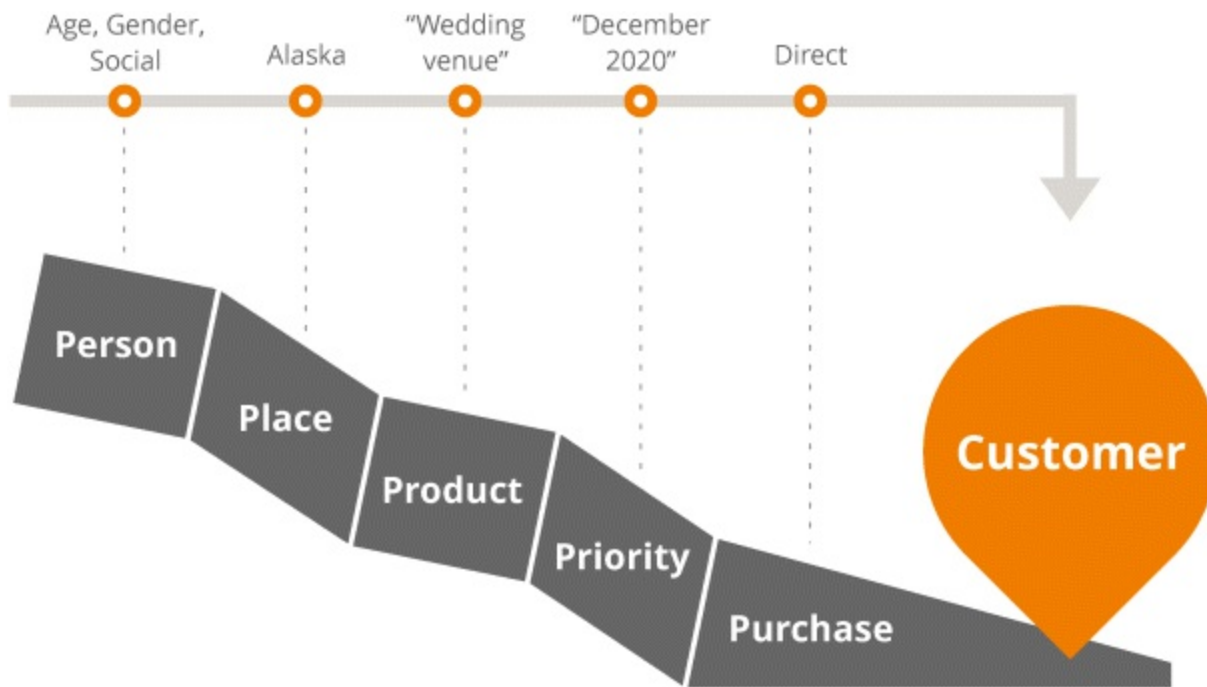 Age, Gender,
Social
Alaska
“Wedding
venue”
“December
2020”
Direct
Person
Place
Product
Priority
Purchase
Customer